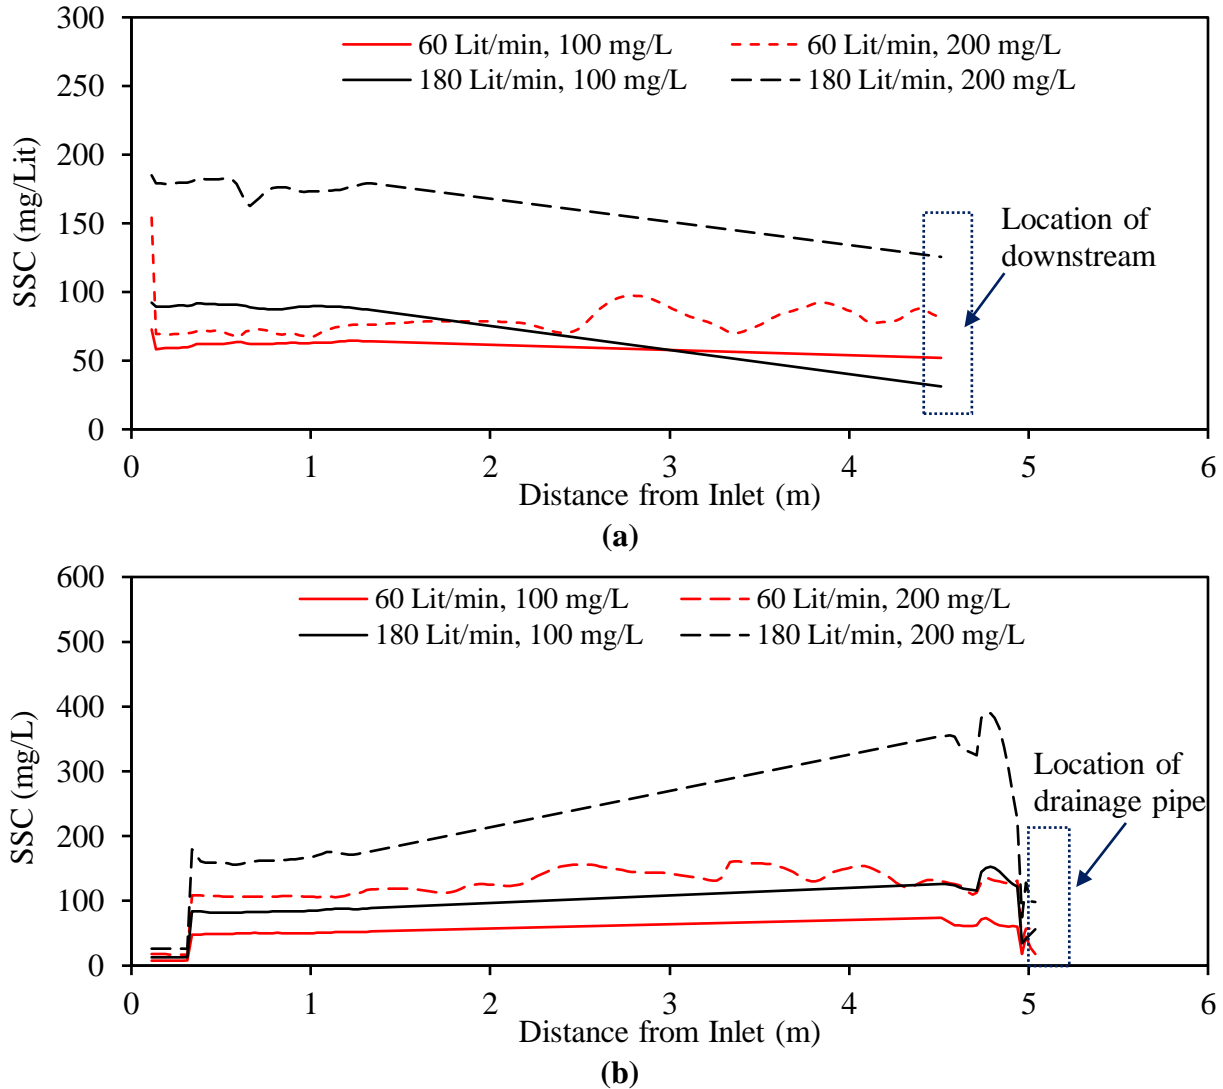 300
250
200
150
100
50
0
SSC (mg/Lit)
60 Lit/min, 100 mg/L
60 Lit/min, 200 mg/L
180 Lit/min, 100 mg/L
180 Lit/min, 200 mg/L
Location of
downstream
0 1 2 3 4 5 6
Distance from Inlet (m)
(a)
600
500
400
300
200
100
0
SSC (mg/L)
60 Lit/min, 100 mg/L
60 Lit/min, 200 mg/L
180 Lit/min, 100 mg/L
180 Lit/min, 200 mg/L
Location of
drainage pipe
0 1 2 3 4 5 6
Distance from Inlet (m)
(b)